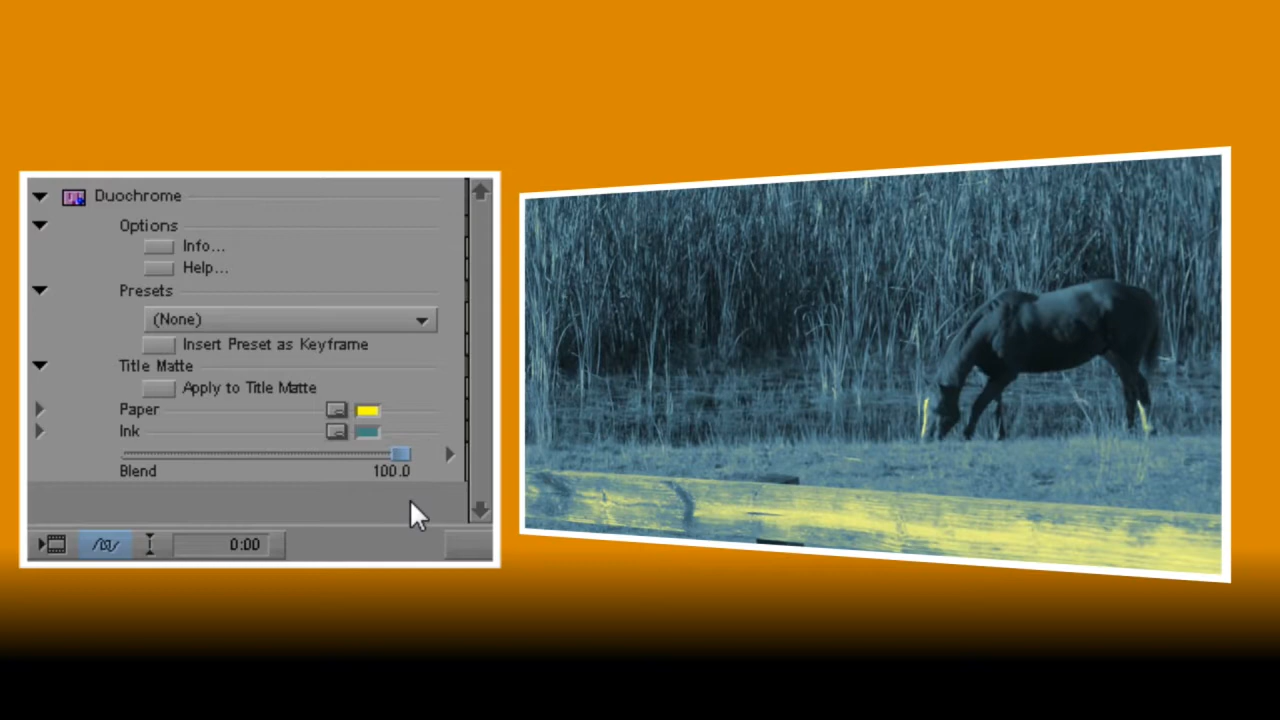 Duochrome
Options
Info...
Help...
Presets
(None)
Insert Preset as Keyframe
Title Matte
Apply to Title Matte
Paper
Ink
Blend 100.0
0:00